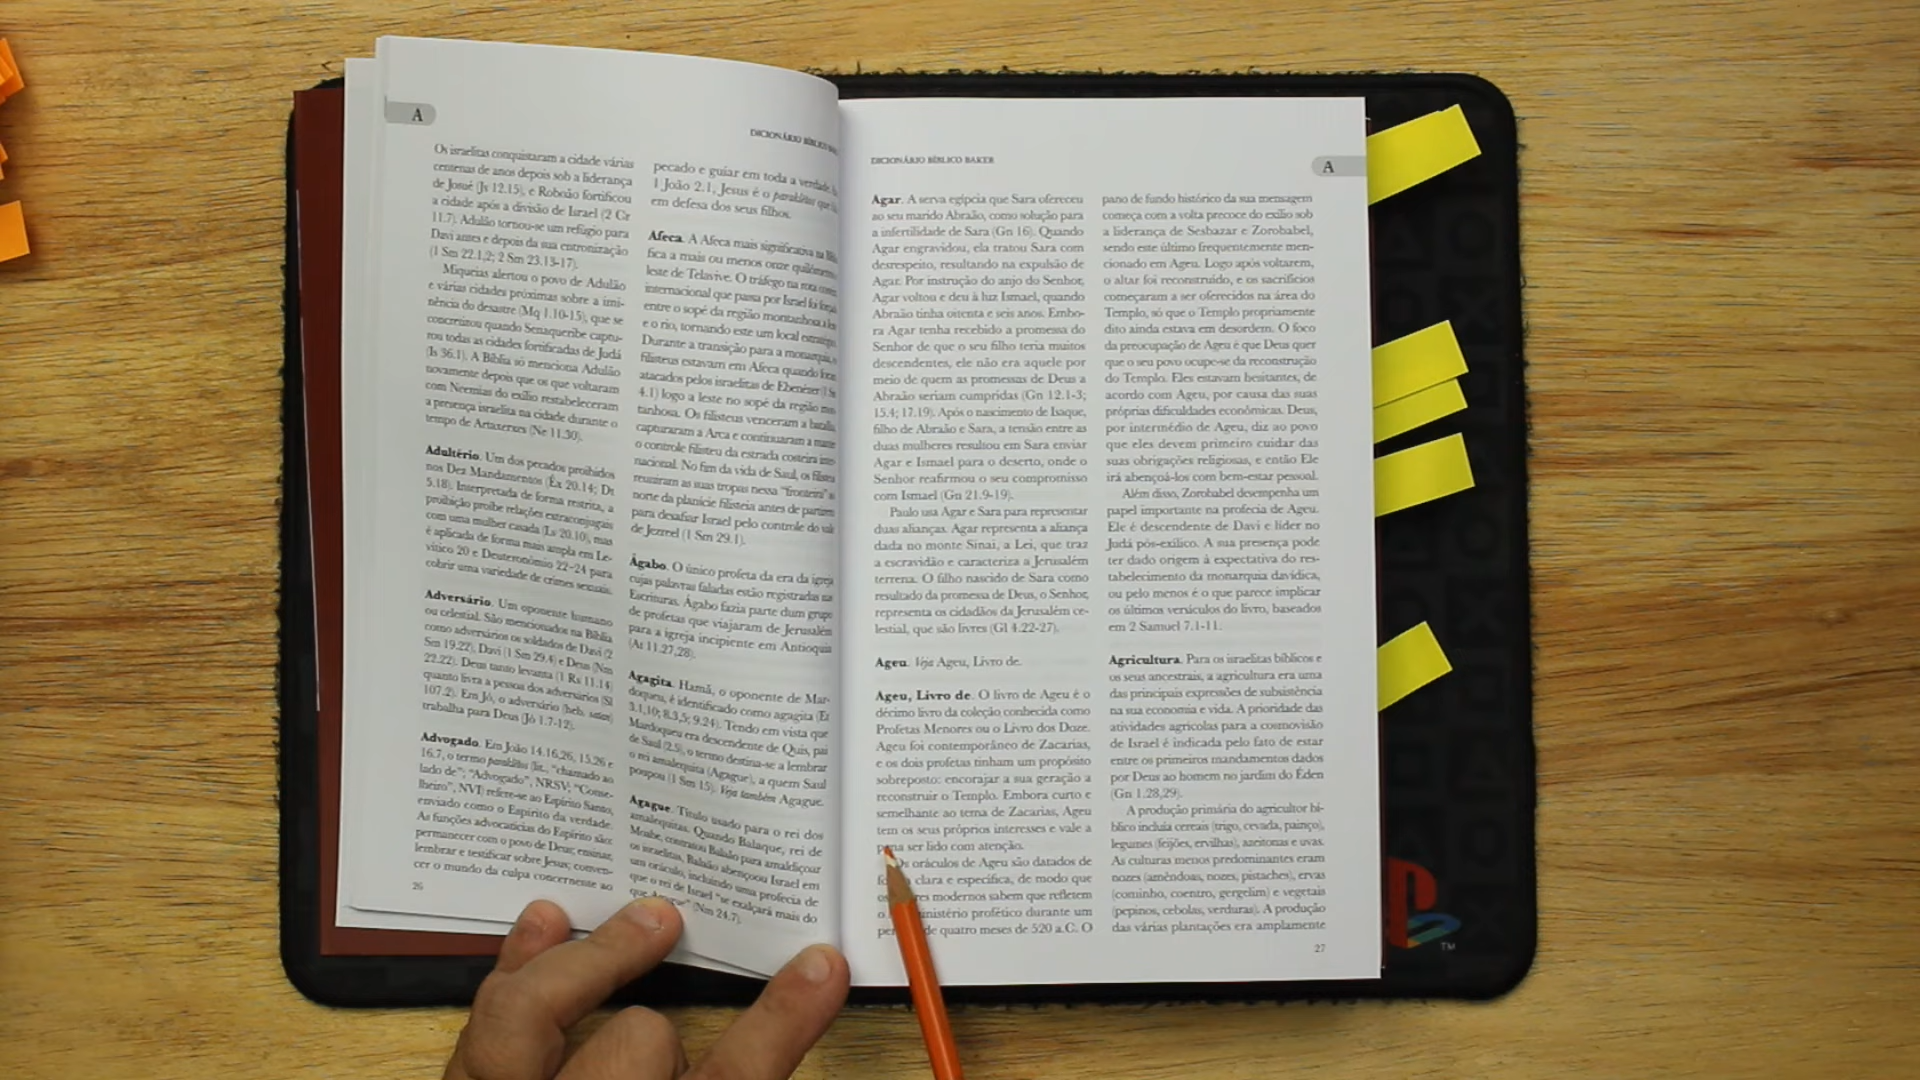 A
DICIONÁRIO BÍBLICO
Os israelitas conquistaram a cidade várias
centenas de anos depois sob a liderança
de Josué (Js 12.15), e Roboão fortificou
a cidade após a divisão de Israel (2 Cr
11.7). Adulão tornou-se um refúgio para
Davi antes e depois da sua entronização
(1 Sm 22.1,2; 2 Sm 23.13-17).
Miqueias alertou o povo de Adulão
e várias cidades próximas sobre a imi-
nência do desastre (Mq 1.10-15), que se
concretizou quando Senaqueribe captu-
rou todas as cidades fortificadas de Judá
(Is 36.1). A Bíblia só menciona Adulão
novamente depois que os que voltaram
com Neemias do exílio restabeleceram
a presença israelita na cidade durante o
tempo de Artaxerxes (Ne 11.30).
Adultério. Um dos pecados proibidos
nos Dez Mandamentos (Êx 20.14; Dt
5.18). Interpretada de forma restrita, a
proibição proíbe relações extraconjugais
com uma mulher casada (Lv 20.10), mas
é aplicada de forma mais ampla em Le-
vítico 20 e Deuteronômio 22–24 para
cobrir uma variedade de crimes sexuais.
Adversário. Um oponente humano
ou celestial. São mencionados na Bíblia
como adversários os soldados de Davi (2
Sm 19.22), Davi (1 Sm 29.4) e Deus (Nm
22.22). Deus tanto levanta (1 Rs 11.14)
quanto livra a pessoa dos adversários (Sl
107.2). Em Jó, o adversário (heb. satan)
trabalha para Deus (Jó 1.7-12).
Advogado. Em João 14.16,26, 15.26 e
16.7, o termo parakletos (lit., "chamado ao
lado de"; "Advogado", NRSV; "Conse-
lheiro", NVI) refere-se ao Espírito Santo,
enviado como o Espírito da verdade.
As funções advocatícias do Espírito são:
permanecer com o povo de Deus; ensinar,
lembrar e testificar sobre Jesus; conven-
cer o mundo da culpa concernente ao
26
pecado e guiar em toda a verdade.
1 João 2.1, Jesus é o parakletos que
em defesa dos seus filhos.
Afeca. A Afeca mais significativa na
fica a mais ou menos onze quilômetros
leste de Telavive. O tráfego na rota
internacional que passa por Israel foi
entre o sopé da região montanhosa a
e o rio, tornando este um local
Durante a transição para a monarquia,
filisteus estavam em Afeca quando
atacados pelos israelitas de Ebenézer (1
4.1) logo a leste no sopé da região
tanhosa. Os filisteus venceram a batalha,
capturaram a Arca e continuaram a
o controle filisteu da estrada costeira
nacional. No fim da vida de Saul, os
reuniram as suas tropas nessa "fronteira"
norte da planície filisteia antes de partirem
para desafiar Israel pelo controle do vale
de Jezreel (1 Sm 29.1).
Ágabo. O único profeta da era da igreja
cujas palavras faladas estão registradas nas
Escrituras. Ágabo fazia parte dum grupo
de profetas que viajaram de Jerusalém
para a igreja incipiente em Antioquia
(At 11.27,28).
Agagita. Hamã, o oponente de Mar-
doqueu, é identificado como agagita (Et
3.1,10; 8.3,5; 9.24). Tendo em vista que
Mardoqueu era descendente de Quis, pai
de Saul (2.5), o termo destina-se a lembrar
o rei amalequita (Agague), a quem Saul
poupou (1 Sm 15). Veja também Agague.
Agague. Título usado para o rei dos
amalequitas. Quando Balaque, rei de
Moabe, contratou Balaão para amaldiçoar
os israelitas, Balaão abençoou Israel em
um oráculo, incluindo uma profecia de
que o rei de Israel "se exalçará mais do
que Agague" (Nm 24.7).
DICIONÁRIO BÍBLICO BAKER
A
Agar. A serva egípcia que Sara ofereceu
ao seu marido Abraão, como solução para
a infertilidade de Sara (Gn 16). Quando
Agar engravidou, ela tratou Sara com
desrespeito, resultando na expulsão de
Agar. Por instrução do anjo do Senhor,
Agar voltou e deu à luz Ismael, quando
Abraão tinha oitenta e seis anos. Embo-
ra Agar tenha recebido a promessa do
Senhor de que o seu filho teria muitos
descendentes, ele não era aquele por
meio de quem as promessas de Deus a
Abraão seriam cumpridas (Gn 12.1-3;
15.4; 17.19). Após o nascimento de Isaque,
filho de Abraão e Sara, a tensão entre as
duas mulheres resultou em Sara enviar
Agar e Ismael para o deserto, onde o
Senhor reafirmou o seu compromisso
com Ismael (Gn 21.9-19).
Paulo usa Agar e Sara para representar
duas alianças. Agar representa a aliança
dada no monte Sinai, a Lei, que traz
a escravidão e caracteriza a Jerusalém
terrena. O filho nascido de Sara como
resultado da promessa de Deus, o Senhor,
representa os cidadãos da Jerusalém ce-
lestial, que são livres (Gl 4.22-27).
Ageu. Veja Ageu, Livro de.
Ageu, Livro de. O livro de Ageu é o
décimo livro da coleção conhecida como
Profetas Menores ou o Livro dos Doze.
Ageu foi contemporâneo de Zacarias,
e os dois profetas tinham um propósito
sobreposto: encorajar a sua geração a
reconstruir o Templo. Embora curto e
semelhante ao tema de Zacarias, Ageu
tem os seus próprios interesses e vale a
pena ser lido com atenção.
Os oráculos de Ageu são datados de
clara e específica, de modo que
modernos sabem que refletem
o ministério profético durante um
de quatro meses de 520 a.C. O
pano de fundo histórico da sua mensagem
começa com a volta precoce do exílio sob
a liderança de Sesbazar e Zorobabel,
sendo este último frequentemente men-
cionado em Ageu. Logo após voltarem,
o altar foi reconstruído, e os sacrifícios
começaram a ser oferecidos na área do
Templo, só que o Templo propriamente
dito ainda estava em desordem. O foco
da preocupação de Ageu é que Deus quer
que o seu povo ocupe-se da reconstrução
do Templo. Eles estavam hesitantes, de
acordo com Ageu, por causa das suas
próprias dificuldades econômicas. Deus,
por intermédio de Ageu, diz ao povo
que eles devem primeiro cuidar das
suas obrigações religiosas, e então Ele
irá abençoá-los com bem-estar pessoal.
Além disso, Zorobabel desempenha um
papel importante na profecia de Ageu.
Ele é descendente de Davi e líder no
Judá pós-exílico. A sua presença pode
ter dado origem à expectativa do res-
tabelecimento da monarquia davídica,
ou pelo menos é o que parece implicar
os últimos versículos do livro, baseados
em 2 Samuel 7.1-11.
Agricultura. Para os israelitas bíblicos e
os seus ancestrais, a agricultura era uma
das principais expressões de subsistência
na sua economia e vida. A prioridade das
atividades agrícolas para a cosmovisão
de Israel é indicada pelo fato de estar
entre os primeiros mandamentos dados
por Deus ao homem no jardim do Éden
(Gn 1.28,29).
A produção primária do agricultor bí-
blico incluía cereais (trigo, cevada, painço),
legumes (feijões, ervilhas), azeitonas e uvas.
As culturas menos predominantes eram
nozes (amêndoas, nozes, pistaches), ervas
(cominho, coentro, gergelim) e vegetais
(pepinos, cebolas, verduras). A produção
das várias plantações era amplamente
27
TM